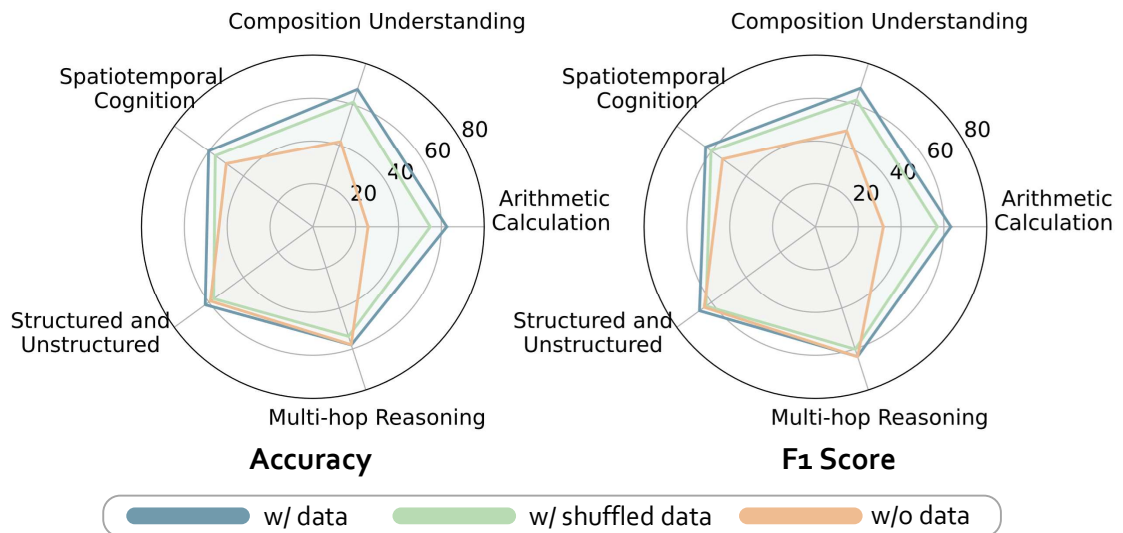 Composition Understanding
Composition Understanding
Spatiotemporal
Cognition
Spatiotemporal
Cognition
80
60
40
20
80
60
40
20
Arithmetic
Calculation
Arithmetic
Calculation
Structured and
Unstructured
Structured and
Unstructured
Multi-hop Reasoning
Multi-hop Reasoning
Accuracy
F1 Score
w/ data
w/ shuffled data
w/o data